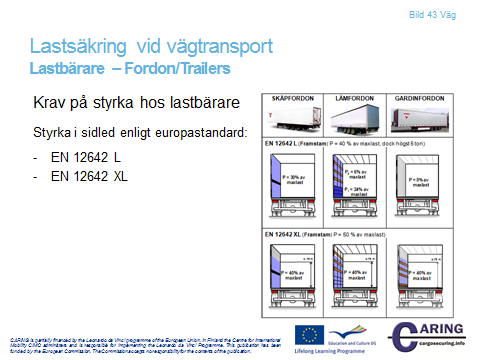 Bild 43 Väg
Lastsäkring vid vägtransport
Lastbärare – Fordon/Trailers
Krav på styrka hos lastbärare
Styrka i sidled enligt europastandard:
- EN 12642 L
- EN 12642 XL
SKÅPFORDON LÄMFORDON GARDINFORDON
EN 12642 L (Framstam: P = 40 % av maxlast, dock högst 5 ton)
P = 30% av
maxlast
= 6% av
maxlast
= 24% av
maxlast
P = 0% av
maxlast
EN 12642 XL (Framstam: P = 50 % av maxlast)
P = 40% av
maxlast
P = 40% av
maxlast
P = 40% av
maxlast
CARING is partially financed by the Leonardo da Vinci programme of the European Union. In Finland the Centre for International
Mobility CIMO administers and is responsible for implementing the Leonardo da Vinci Programme. This publication has been
funded by the European Commission. The Commission accepts no responsibility for the contents of the publication.
Education and Culture DG
Lifelong Learning Programme
CARING
cargosecuring.info